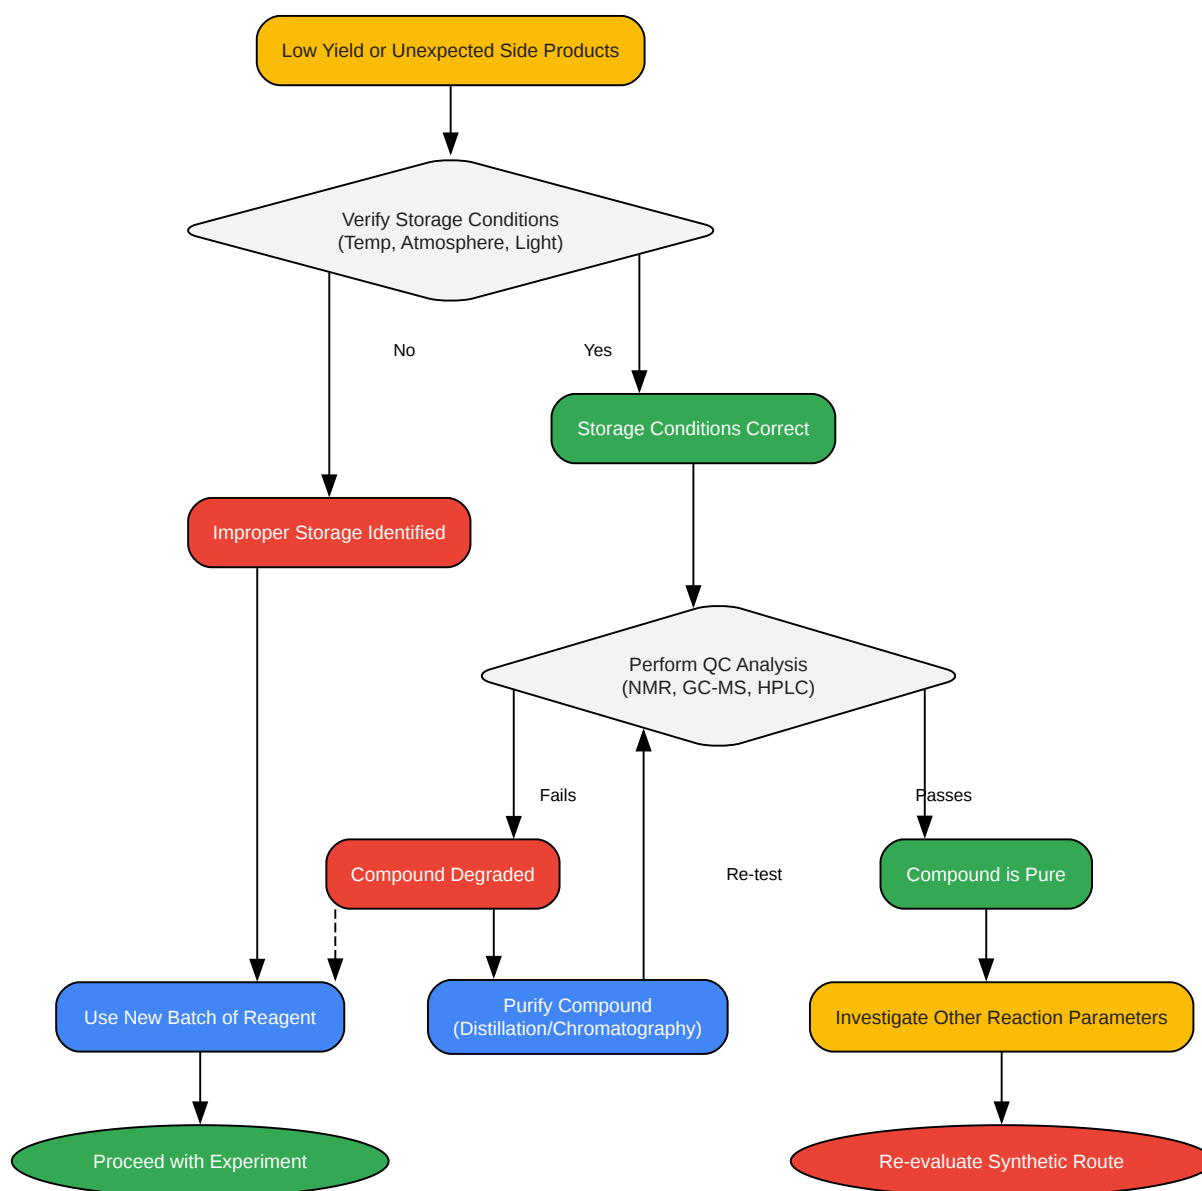 Low Yield or Unexpected Side Products
Verify Storage Conditions
(Temp, Atmosphere, Light)
No
Yes
Storage Conditions Correct
Improper Storage Identified
Perform QC Analysis
(NMR, GC-MS, HPLC)
Fails
Passes
Compound Degraded
Re-test
Compound is Pure
Use New Batch of Reagent
Purify Compound
(Distillation/Chromatography)
Investigate Other Reaction Parameters
Proceed with Experiment
Re-evaluate Synthetic Route